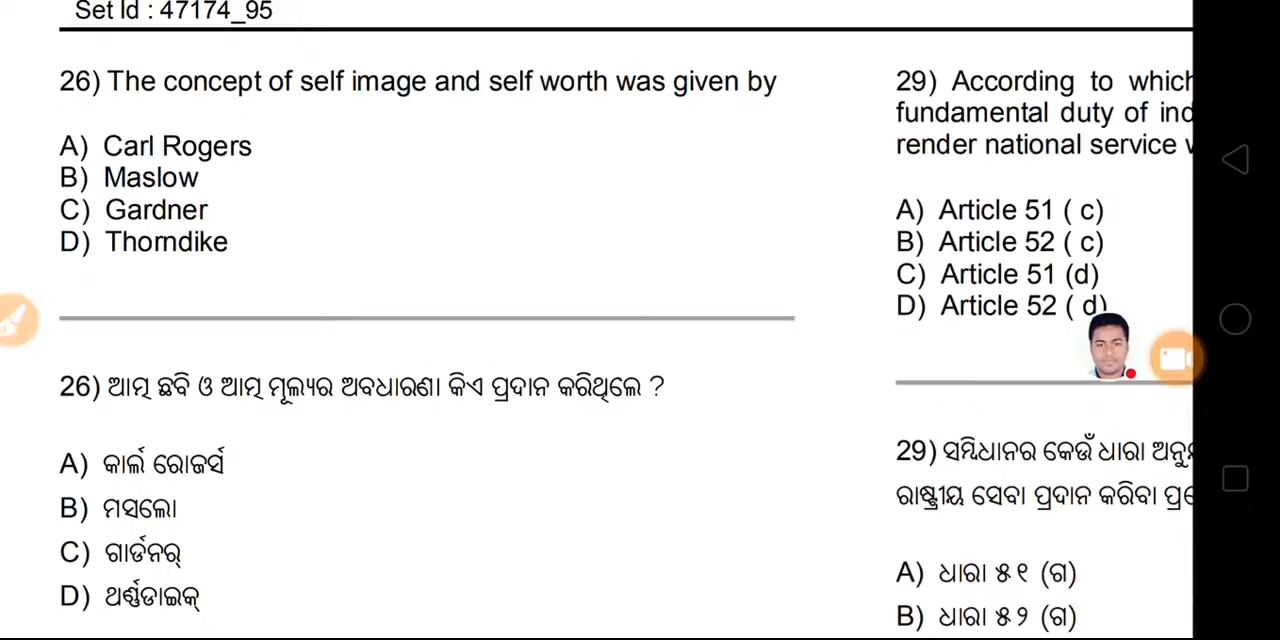 Set Id : 47174_95
26) The concept of self image and self worth was given by
A) Carl Rogers
B) Maslow
C) Gardner
D) Thorndike
26) ଆତ୍ମ ଛବି ଓ ଆତ୍ମ ମୂଲ୍ୟର ଅବଧାରଣା କିଏ ପ୍ରଦାନ କରିଥିଲେ ?
A) କାର୍ଲ ରୋଜର୍ସ
B) ମସଲୋ
C) ଗାର୍ଡନର୍
D) ଥର୍ଣ୍ଣଡାଇକ୍
29) According to which
fundamental duty of ind
render national service
A) Article 51 ( c)
B) Article 52 ( c)
C) Article 51 (d)
D) Article 52 ( d)
29) ସମ୍ବିଧାନର କେଉଁ ଧାରା
ରାଷ୍ଟ୍ରୀୟ ସେବା ପ୍ରଦାନ କରିବା
A) ଧାରା ୫୧ (ଗ)
B) ଧାରା ୫୨ (ଗ)